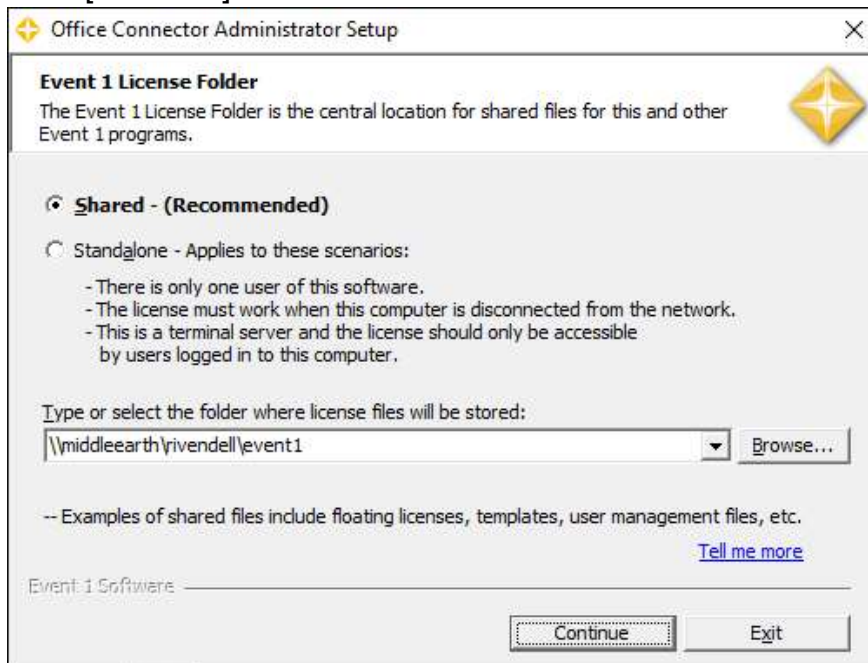 Office Connector Administrator Setup
Event 1 License Folder
The Event 1 License Folder is the central location for shared files for this and other
Event 1 programs.
Shared - (Recommended)
Standalone - Applies to these scenarios:
- There is only one user of this software.
- The license must work when this computer is disconnected from the network.
- This is a terminal server and the license should only be accessible
by users logged in to this computer.
Type or select the folder where license files will be stored:
\\middleearth\rivendell\event1
Browse...
-- Examples of shared files include floating licenses, templates, user management files, etc.
Tell me more
Event 1 Software
Continue
Exit